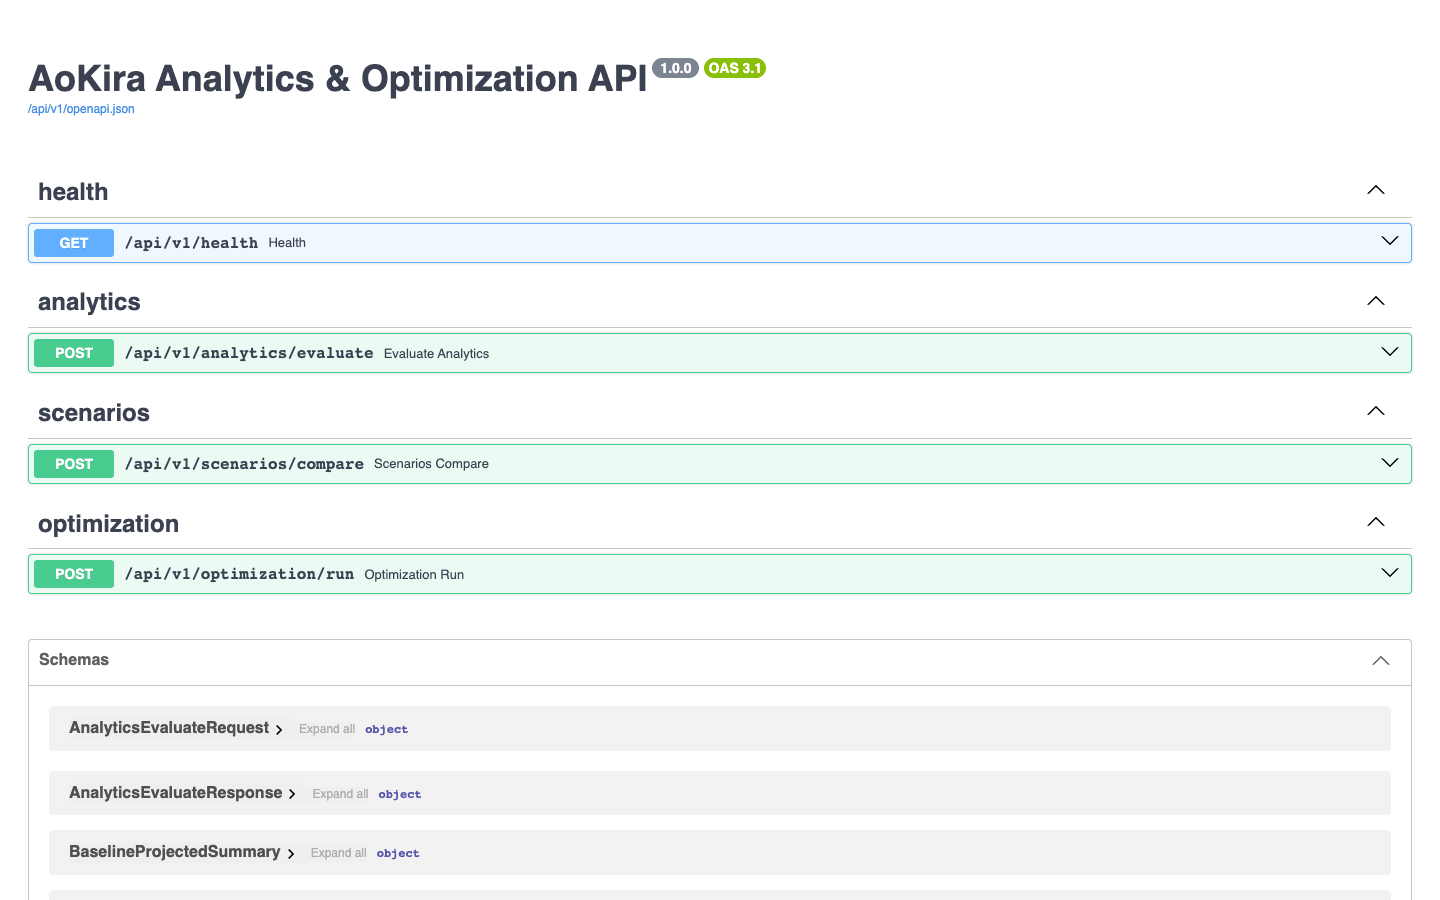 AoKira Analytics & Optimization API 1.0.0 OAS 3.1
/api/v1/openapi.json
health
GET /api/v1/health Health
analytics
POST /api/v1/analytics/evaluate Evaluate Analytics
scenarios
POST /api/v1/scenarios/compare Scenarios Compare
optimization
POST /api/v1/optimization/run Optimization Run
Schemas
AnalyticsEvaluateRequest Expand all object
AnalyticsEvaluateResponse Expand all object
BaselineProjectedSummary Expand all object